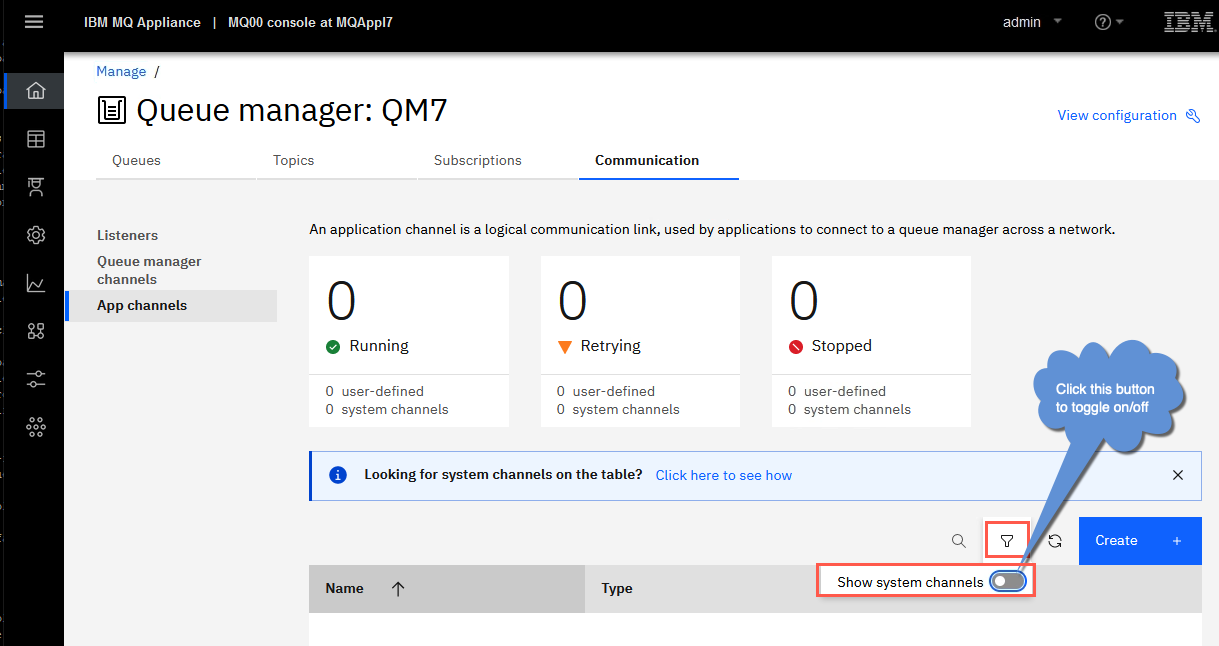 IBM MQ Appliance | MQ00 console at MQAppl7
admin
IBM
Manage /
Queue manager: QM7
View configuration
Queues Topics Subscriptions Communication
Listeners
Queue manager
channels
App channels
An application channel is a logical communication link, used by applications to connect to a queue manager across a network.
0 0 0
Running Retrying Stopped
0 user-defined 0 user-defined 0 user-defined
0 system channels 0 system channels 0 system channels
Click this button
to toggle on/off
Looking for system channels on the table? Click here to see how
Create +
Name Type
Show system channels